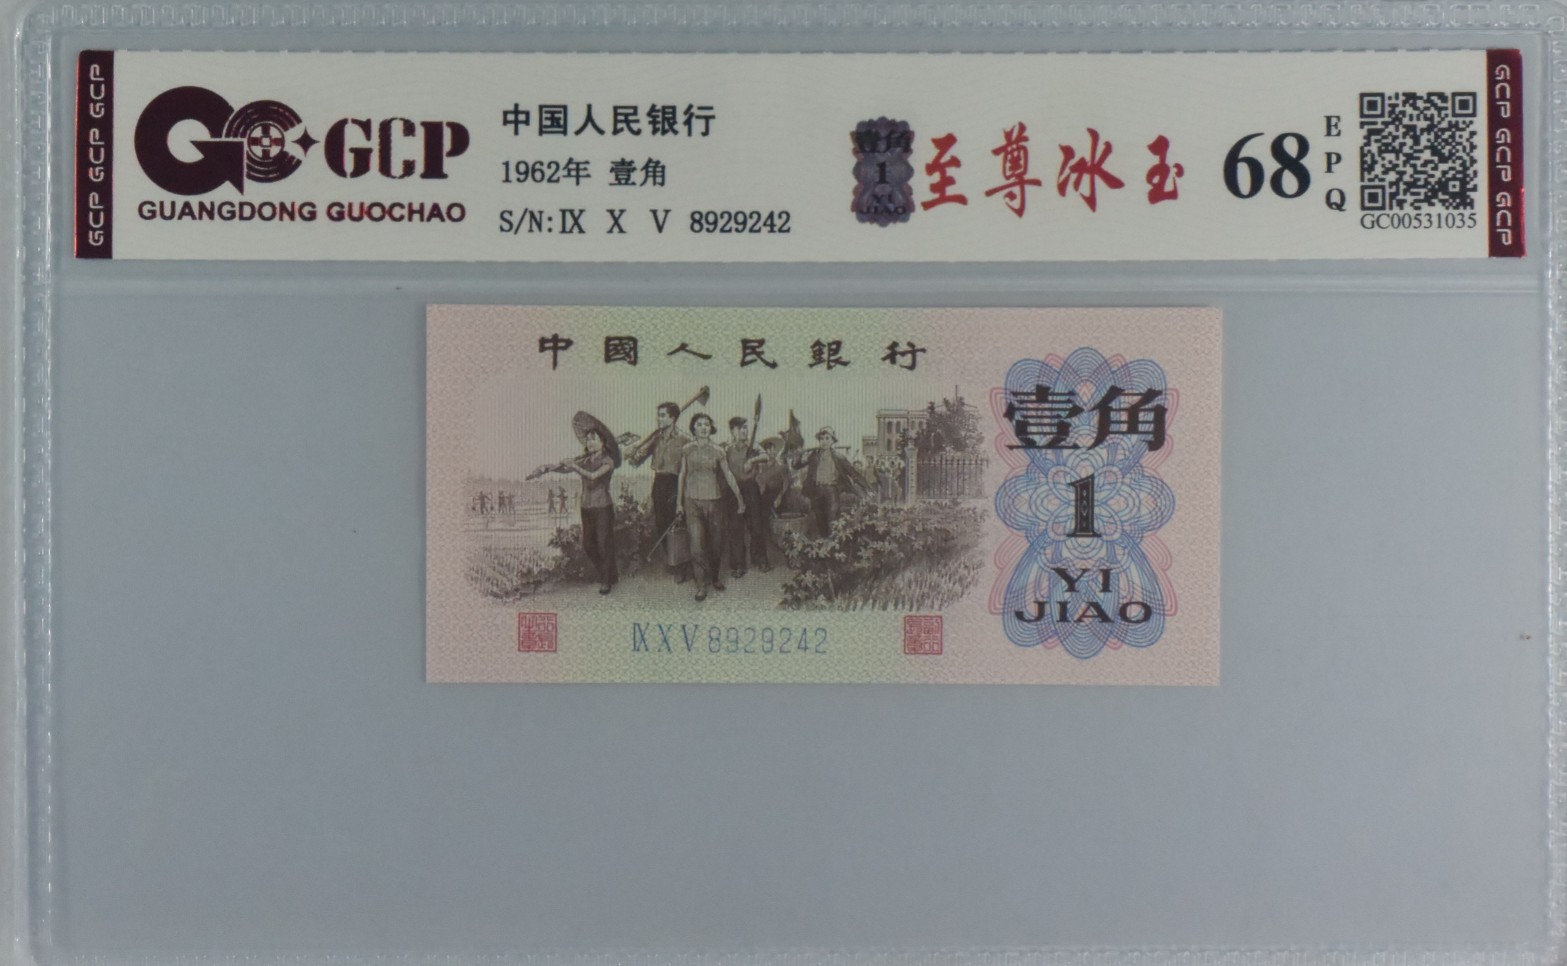 GCP GCP GCP
GCP
GUANGDONG GUOCHAO
中国人民银行
1962年 壹角
S/N:Ⅸ Ⅹ Ⅴ 8929242
壹角
1
YI
JIAO
至尊冰玉
68
EPQ
GC00531035
GCP GCP GCP
中國人民銀行
壹角
1
YI
JIAO
ⅨⅩⅤ8929242